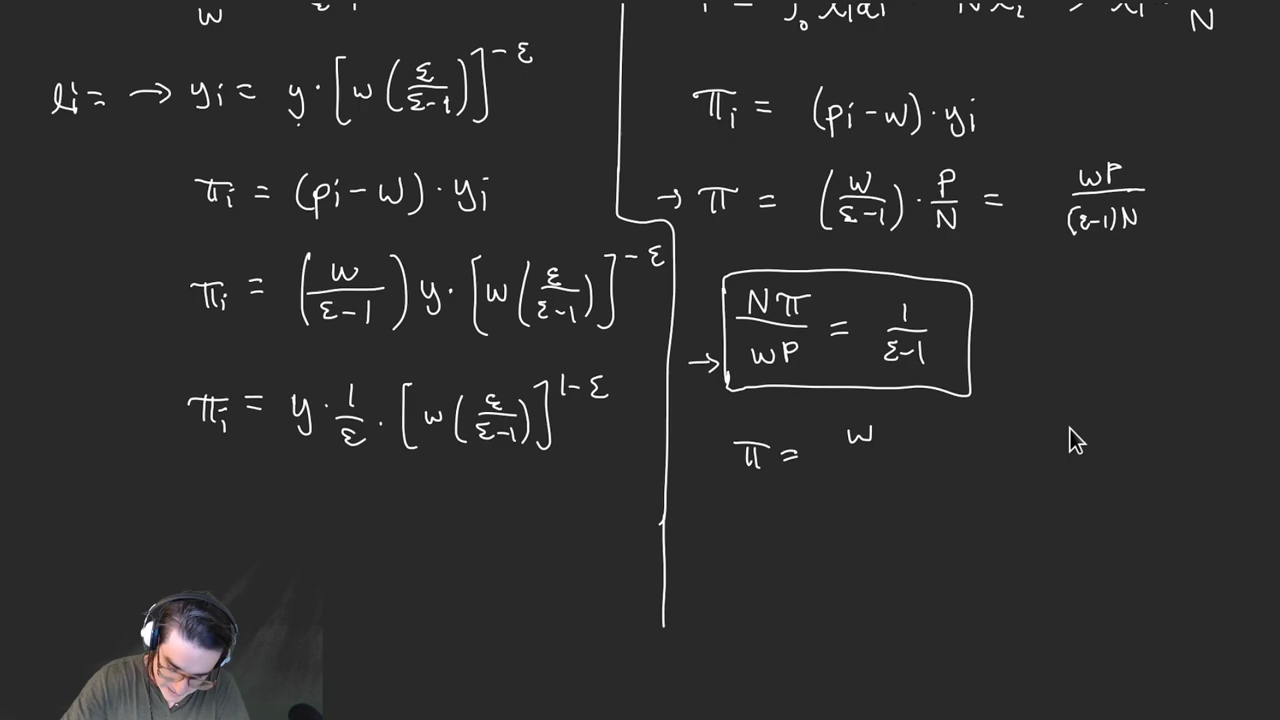 w
li = → yi = y · [w(ε/(ε-1))]^{-ε}
πi = (pi - w) · yi
πi = (w/(ε-1)) y · [w(ε/(ε-1))]^{-ε}
πi = y · 1/ε · [w(ε/(ε-1))]^{1-ε}
N
πi = (pi - w) · yi
→ π = (w/(ε-1)) · P/N = wP/((ε-1)N)
→ Nπ/wP = 1/(ε-1)
π = w